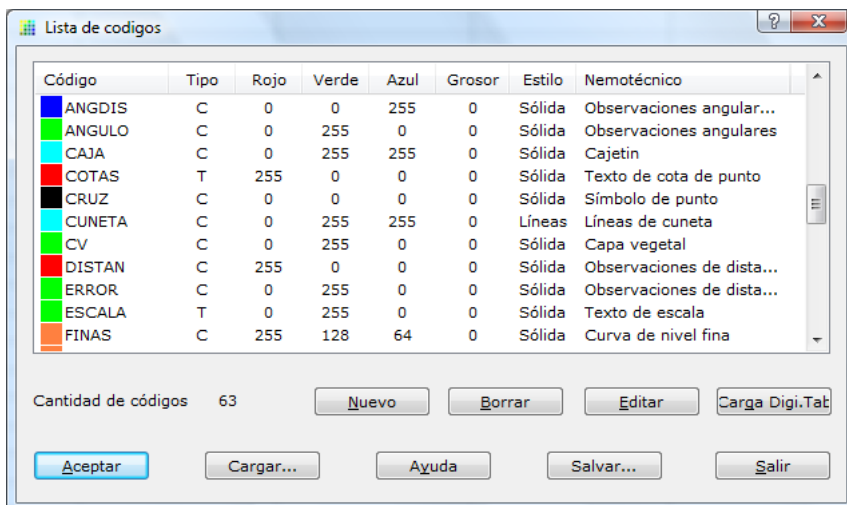 Lista de codigos
Código Tipo Rojo Verde Azul Grosor Estilo Nemotécnico
ANGDIS C 0 0 255 0 Sólida Observaciones angular...
ANGULO C 0 255 0 0 Sólida Observaciones angulares
CAJA C 0 255 255 0 Sólida Cajetin
COTAS T 255 0 0 0 Sólida Texto de cota de punto
CRUZ C 0 0 0 0 Sólida Símbolo de punto
CUNETA C 0 255 255 0 Líneas Líneas de cuneta
CV C 0 255 0 0 Sólida Capa vegetal
DISTAN C 255 0 0 0 Sólida Observaciones de dista...
ERROR C 0 255 0 0 Sólida Observaciones de dista...
ESCALA T 0 255 0 0 Sólida Texto de escala
FINAS C 255 128 64 0 Sólida Curva de nivel fina
Cantidad de códigos 63 Nuevo Borrar Editar Carga Digi.Tab
Aceptar Cargar... Ayuda Salvar... Salir